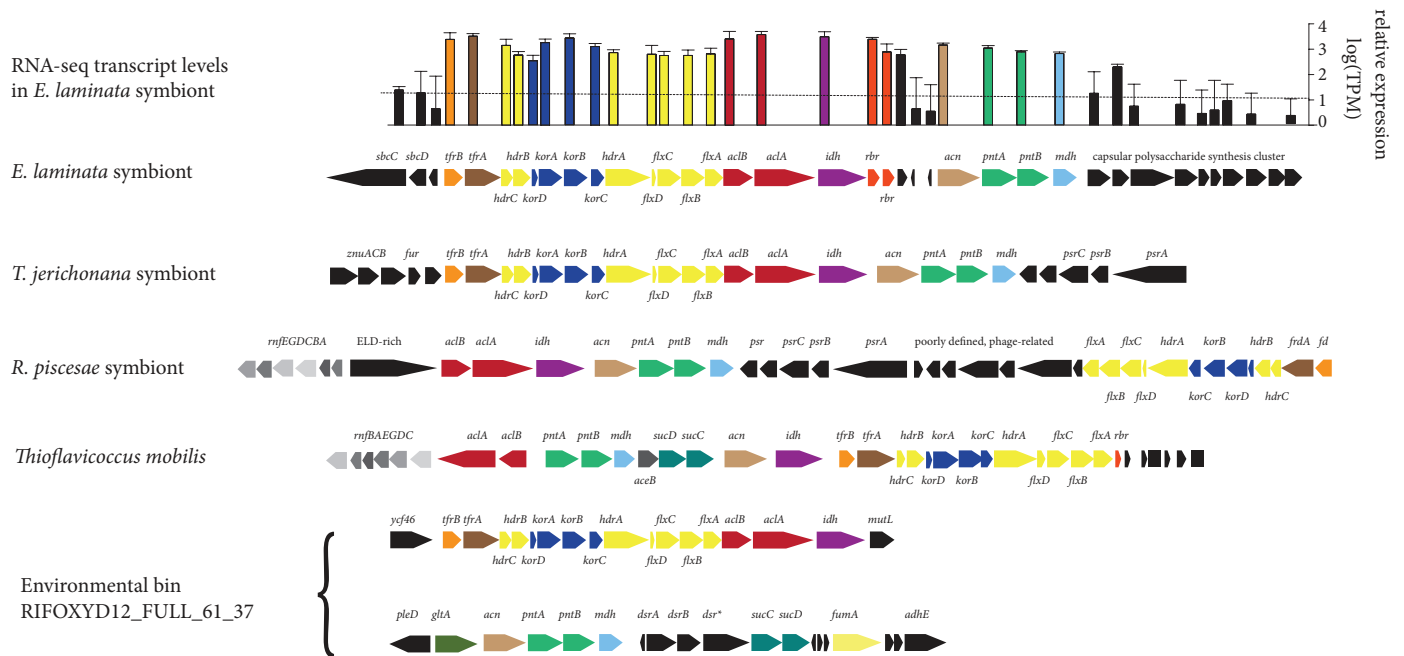 relative expression
log(TPM)
4
3
2
1
0
RNA-seq transcript levels
in E. laminata symbiont
sbcC sbcD tfrB tfrA hdrB korA korB hdrA flxC flxA aclB aclA idh rbr acn pntA pntB mdh capsular polysaccharide synthesis cluster
E. laminata symbiont
hdrC korD korC flxD flxB rbr
znuACB fur tfrB tfrA hdrB korA korB hdrA flxC flxA aclB aclA idh acn pntA pntB mdh psrC psrB psrA
T. jerichonana symbiont
hdrC korD korC flxD flxB
rnfEGDCBA ELD-rich aclB aclA idh acn pntA pntB mdh psr psrC psrB psrA poorly defined, phage-related flxA flxC hdrA korB hdrB frdA fd
R. piscesae symbiont
flxB flxD korC korD hdrC
rnfBAEGDC aclA aclB pntA pntB mdh sucD sucC acn idh tfrB tfrA hdrB korA korC hdrA flxC flxA rbr
Thioflavicoccus mobilis
aceB hdrC korD korB flxD flxB
ycf46 tfrB tfrA hdrB korA korB hdrA flxC flxA aclB aclA idh mutL
hdrC korD korC flxD flxB
Environmental bin
RIFOXYD12_FULL_61_37
pleD gltA acn pntA pntB mdh dsrA dsrB dsr* sucC sucD fumA adhE